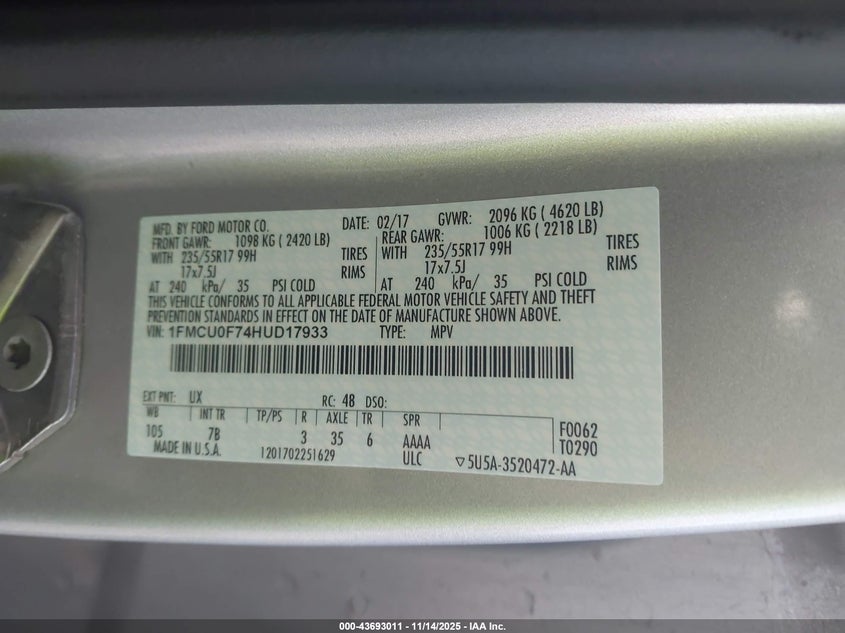 MFD. BY FORD MOTOR CO. DATE: 02/17 GVWR: 2096 KG ( 4620 LB)
FRONT GAWR: 1098 KG ( 2420 LB) REAR GAWR: 1006 KG ( 2218 LB)
WITH 235/55R17 99H TIRES WITH 235/55R17 99H TIRES
17x7.5J RIMS 17x7.5J RIMS
AT 240 kPa/ 35 PSI COLD AT 240 kPa/ 35 PSI COLD
THIS VEHICLE CONFORMS TO ALL APPLICABLE FEDERAL MOTOR VEHICLE SAFETY AND THEFT
PREVENTION STANDARDS IN EFFECT ON THE DATE OF MANUFACTURE SHOWN ABOVE.
VIN: 1FMCU0F74HUD17933 TYPE: MPV
EXT PNT: UX RC: 48 DSO:
WB INT TR TP/PS R AXLE TR SPR F0062
105 7B 3 35 6 AAAA T0290
MADE IN U.S.A. 1201702251629 ULC ▽5U5A-3520472-AA
000-43693011 - 11/14/2025 - IAA Inc.